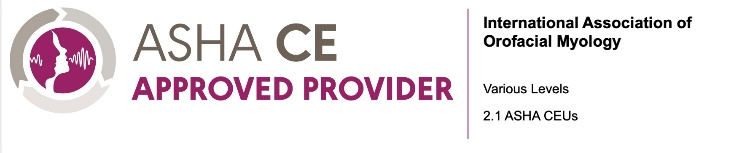 ASHA CE
APPROVED PROVIDER
International Association of
Orofacial Myology
Various Levels
2.1 ASHA CEUs